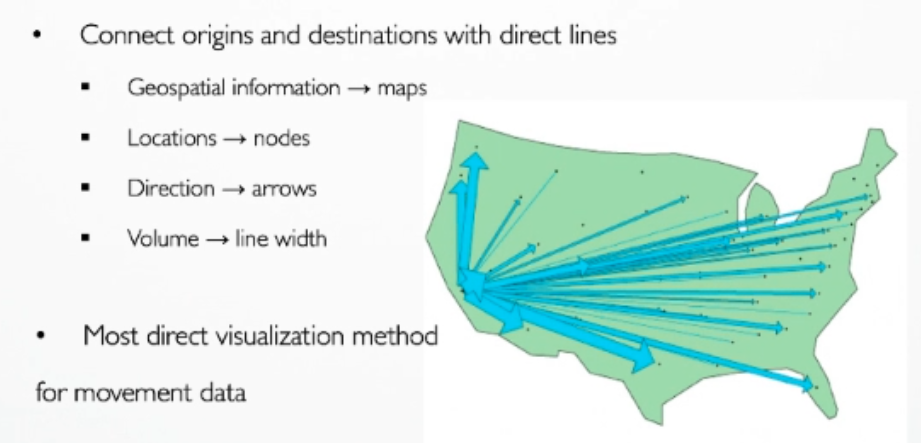 • Connect origins and destinations with direct lines
▪ Geospatial information → maps
▪ Locations → nodes
▪ Direction → arrows
▪ Volume → line width
• Most direct visualization method
for movement data